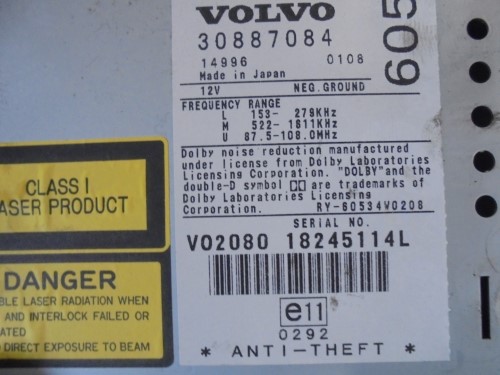 VOLVO
30887084
14996 0108
Made in Japan
605
12V NEG.GROUND
FREQUENCY RANGE
L 153- 279KHz
M 522- 1611KHz
U 87.5-108.0MHz
Dolby noise reduction manufactured
under license from Dolby Laboratories
Licensing Corporation. "DOLBY"and the
double-D symbol are trademarks of
Dolby Laboratories Licensing
Corporation. RY-60534W0208
SERIAL NO.
V02080 18245114L
e11
0292
* ANTI-THEFT *
CLASS I
ASER PRODUCT
DANGER
BLE LASER RADIATION WHEN
AND INTERLOCK FAILED OR
ATED
DIRECT EXPOSURE TO BEAM